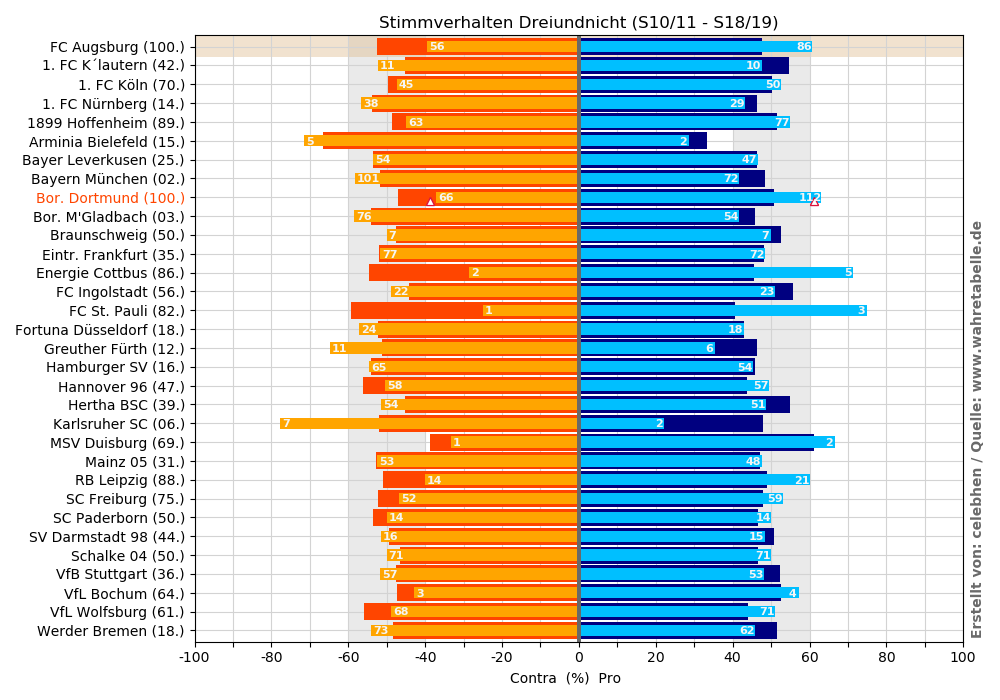 Stimmverhalten Dreiundnicht (S10/11 - S18/19)
FC Augsburg (100.) 56 86
1. FC K´lautern (42.) 11 10
1. FC Köln (70.) 45 50
1. FC Nürnberg (14.) 38 29
1899 Hoffenheim (89.) 63 77
Arminia Bielefeld (15.) 5 2
Bayer Leverkusen (25.) 54 47
Bayern München (02.) 101 72
Bor. Dortmund (100.) 66 112
Bor. M'Gladbach (03.) 76 54
Braunschweig (50.) 7 7
Eintr. Frankfurt (35.) 77 72
Energie Cottbus (86.) 2 5
FC Ingolstadt (56.) 22 23
FC St. Pauli (82.) 1 3
Fortuna Düsseldorf (18.) 24 18
Greuther Fürth (12.) 11 6
Hamburger SV (16.) 65 54
Hannover 96 (47.) 58 57
Hertha BSC (39.) 54 51
Karlsruher SC (06.) 7 2
MSV Duisburg (69.) 1 2
Mainz 05 (31.) 53 48
RB Leipzig (88.) 14 21
SC Freiburg (75.) 52 59
SC Paderborn (50.) 14 14
SV Darmstadt 98 (44.) 16 15
Schalke 04 (50.) 71 71
VfB Stuttgart (36.) 57 53
VfL Bochum (64.) 3 4
VfL Wolfsburg (61.) 68 71
Werder Bremen (18.) 73 62
-100 -80 -60 -40 -20 0 20 40 60 80 100
Contra (%) Pro
Erstellt von: celebhen / Quelle: www.wahretabelle.de